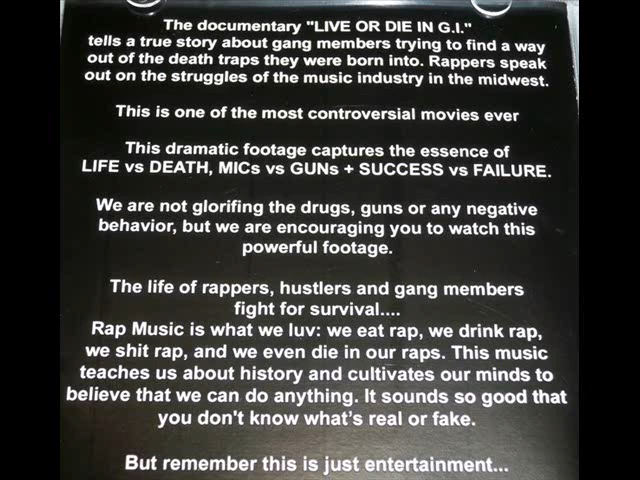 The documentary "LIVE OR DIE IN G.I."
tells a true story about gang members trying to find a way
out of the death traps they were born into. Rappers speak
out on the struggles of the music industry in the midwest.
This is one of the most controversial movies ever
This dramatic footage captures the essence of
LIFE vs DEATH, MICs vs GUNs + SUCCESS vs FAILURE.
We are not glorifing the drugs, guns or any negative
behavior, but we are encouraging you to watch this
powerful footage.
The life of rappers, hustlers and gang members
fight for survival....
Rap Music is what we luv: we eat rap, we drink rap,
we shit rap, and we even die in our raps. This music
teaches us about history and cultivates our minds to
believe that we can do anything. It sounds so good that
you don't know what's real or fake.
But remember this is just entertainment...